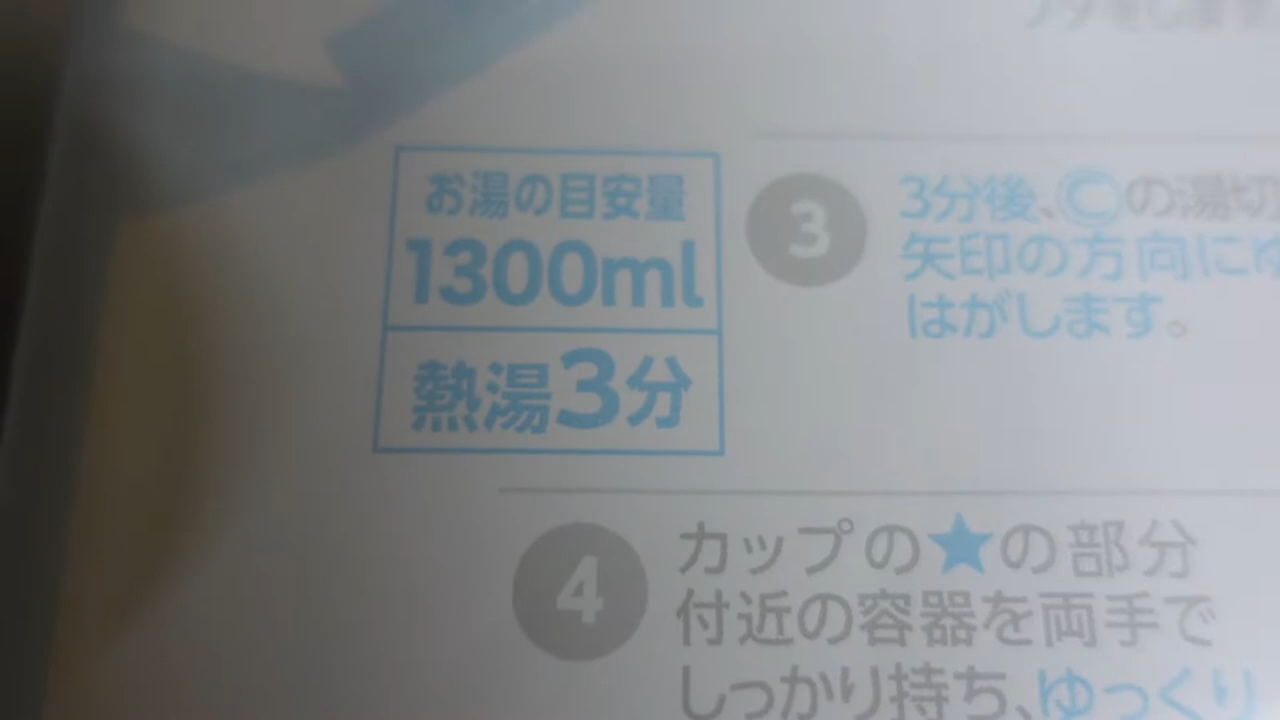 お湯の目安量
1300ml
熱湯3分
3
3分後、Ⓒの湯切
矢印の方向にゆ
はがします。
4
カップの★の部分
付近の容器を両手で
しっかり持ち、ゆっくり